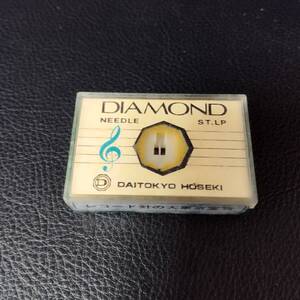 DIAMOND
NEEDLE ST. LP
D DAITOKYO HOSEKI